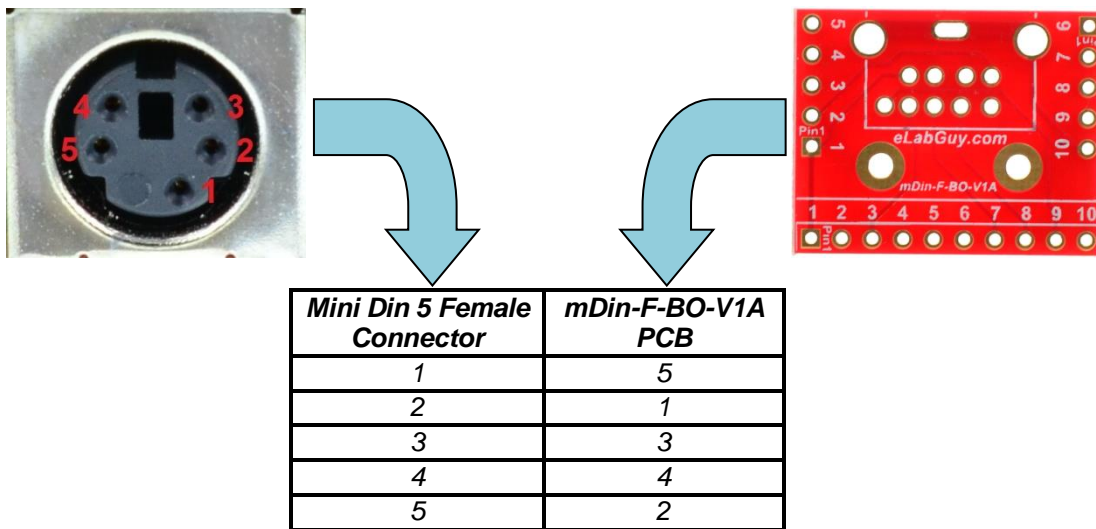 4 3
5 2
1
5 6
4 Pin1 7
3 8
2 9
Pin1 1 10
eLabGuy.com
mDin-F-BO-V1A
1 2 3 4 5 6 7 8 9 10
Pin1
Mini Din 5 Female mDin-F-BO-V1A
Connector PCB
1 5
2 1
3 3
4 4
5 2